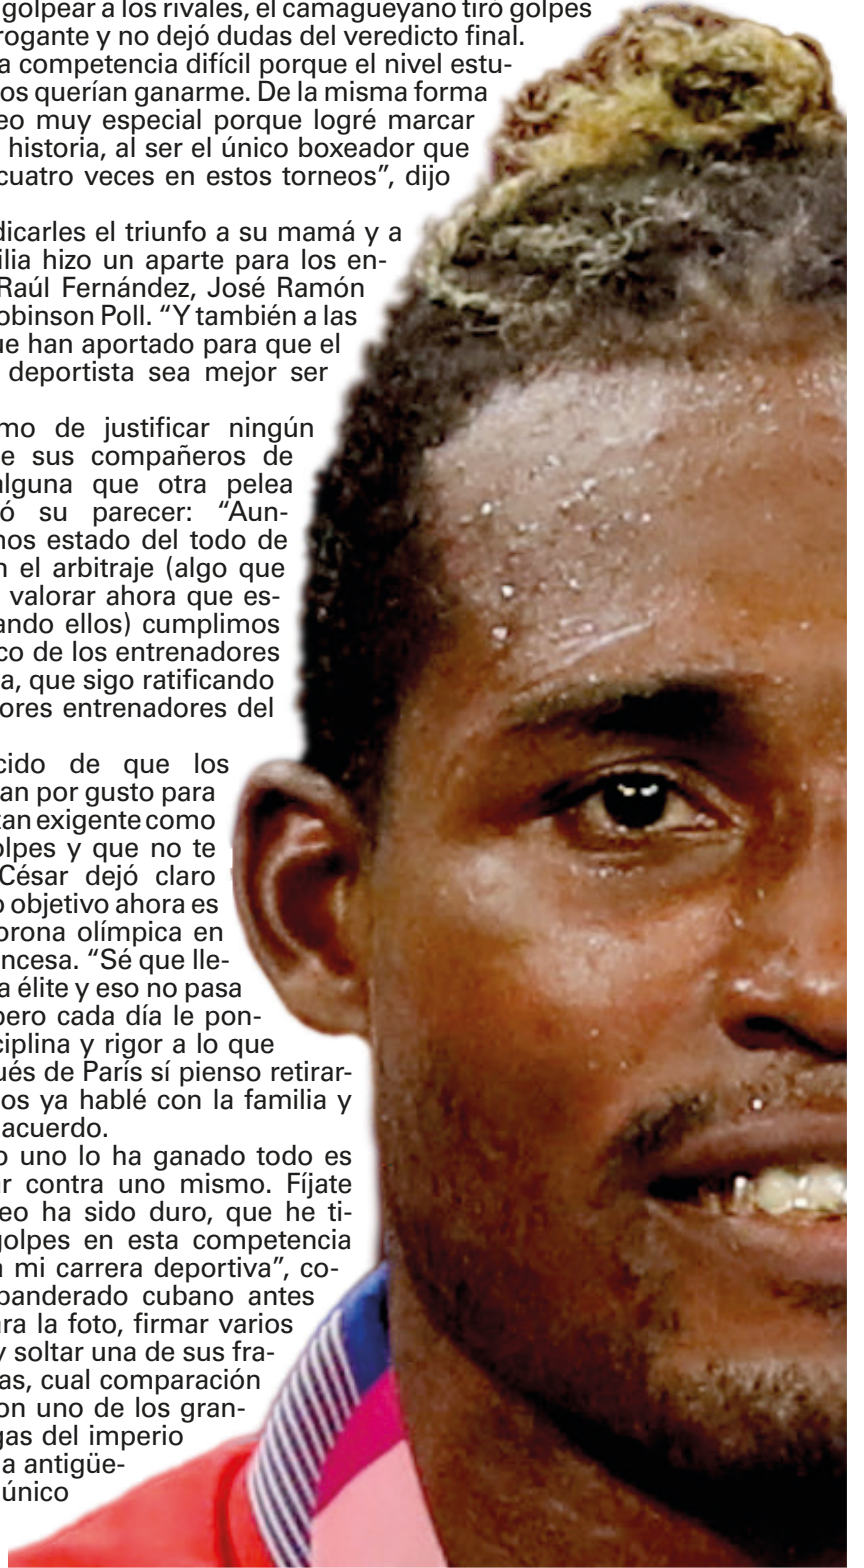 golpear a los rivales, el camagüeyano tiró golpes
rogante y no dejó dudas del veredicto final.
a competencia difícil porque el nivel estu-
os querían ganarme. De la misma forma
eo muy especial porque logré marcar
historia, al ser el único boxeador que
cuatro veces en estos torneos”, dijo
dicarles el triunfo a su mamá y a
ilia hizo un aparte para los en-
Raúl Fernández, José Ramón
obinson Poll. “Y también a las
ue han aportado para que el
deportista sea mejor ser
mo de justificar ningún
e sus compañeros de
alguna que otra pelea
ó su parecer: “Aun-
mos estado del todo de
n el arbitraje (algo que
valorar ahora que es-
ando ellos) cumplimos
co de los entrenadores
a, que sigo ratificando
ores entrenadores del
cido de que los
an por gusto para
tan exigente como
olpes y que no te
César dejó claro
o objetivo ahora es
orona olímpica en
ncesa. “Sé que lle-
a élite y eso no pasa
pero cada día le pon-
ciplina y rigor a lo que
ués de París sí pienso retirar-
os ya hablé con la familia y
acuerdo.
o uno lo ha ganado todo es
ar contra uno mismo. Fíjate
eo ha sido duro, que he ti-
golpes en esta competencia
a mi carrera deportiva”, co-
banderado cubano antes
ara la foto, firmar varios
y soltar una de sus fra-
as, cual comparación
on uno de los gran-
gas del imperio
a antigüe-
único